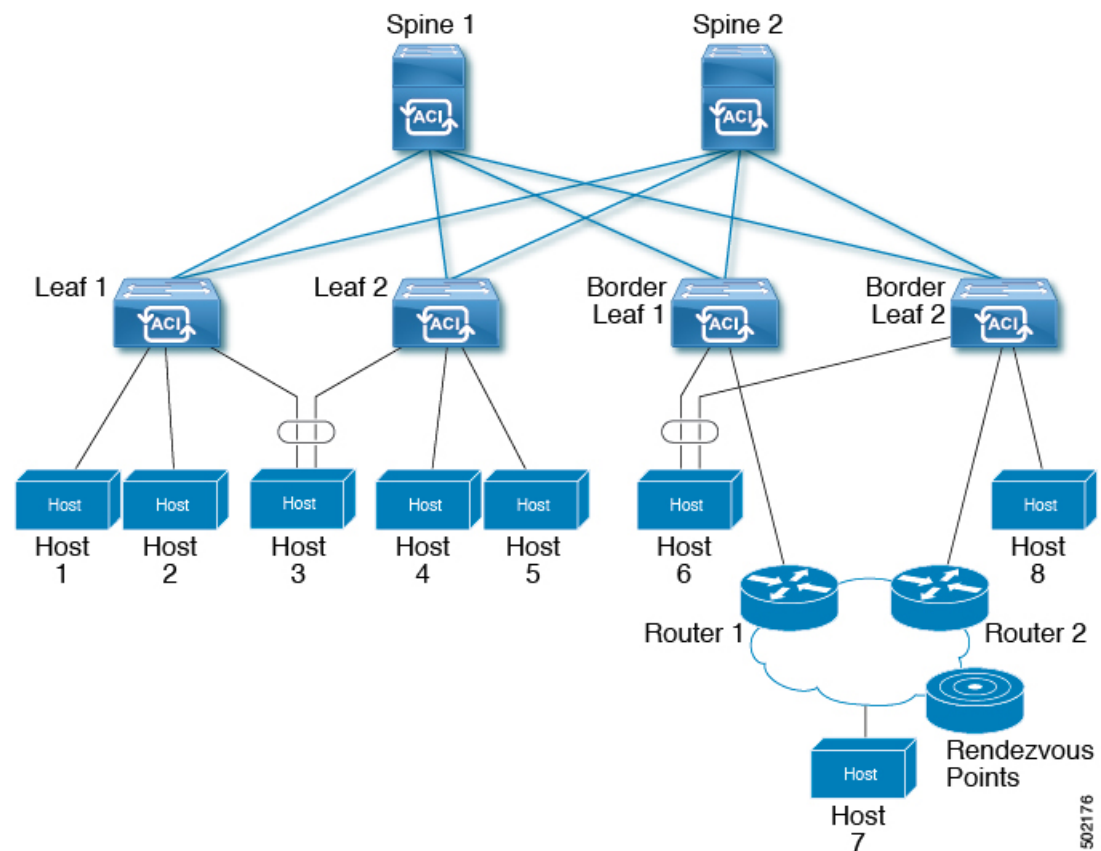 Spine 1
Spine 2
ACI
ACI
Leaf 1
Leaf 2
Border
Leaf 1
Border
Leaf 2
ACI
ACI
ACI
ACI
Host
Host
Host
Host
Host
Host
Host
Host
1
Host
2
Host
3
Host
4
Host
5
Host
6
Host
8
Router 1
Router 2
Rendezvous
Points
Host
Host
7
502176